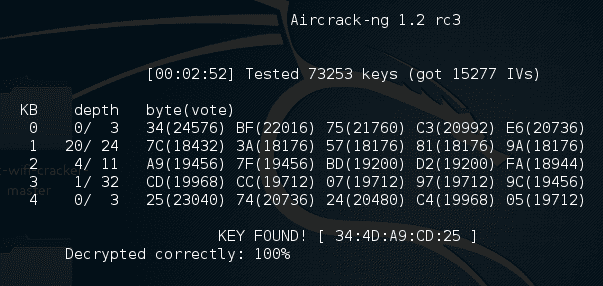 Aircrack-ng 1.2 rc3
[00:02:52] Tested 73253 keys (got 15277 IVs)
KB depth byte(vote)
0 0/ 3 34(24576) BF(22016) 75(21760) C3(20992) E6(20736)
1 20/ 24 7C(18432) 3A(18176) 57(18176) 81(18176) 9A(18176)
2 4/ 11 A9(19456) 7F(19456) BD(19200) D2(19200) FA(18944)
3 1/ 32 CD(19968) CC(19712) 07(19712) 97(19712) 9C(19456)
4 0/ 3 25(23040) 74(20736) 24(20480) C4(19968) 05(19712)
KEY FOUND! [ 34:4D:A9:CD:25 ]
Decrypted correctly: 100%
master